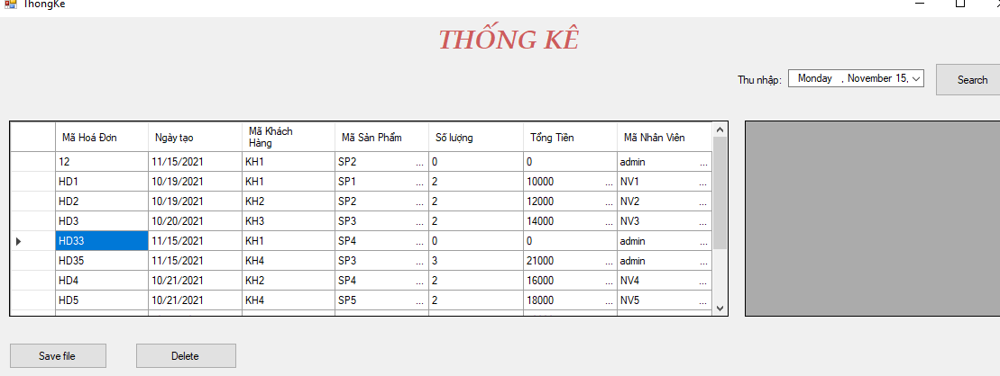 ThongKe
THỐNG KÊ
Thu nhập: Monday , November 15, Search
Mã Hoá Đơn Ngày tạo Mã Khách Hàng Mã Sản Phẩm Số lượng Tổng Tiền Mã Nhân Viên
12 11/15/2021 KH1 SP2 ... 0 0 admin ...
HD1 10/19/2021 KH1 SP1 ... 2 10000 ... NV1 ...
HD2 10/19/2021 KH2 SP2 ... 2 12000 ... NV2 ...
HD3 10/20/2021 KH3 SP3 ... 2 14000 ... NV3 ...
HD33 11/15/2021 KH1 SP4 ... 0 0 admin ...
HD35 11/15/2021 KH4 SP3 ... 3 21000 ... admin ...
HD4 10/21/2021 KH2 SP4 ... 2 16000 ... NV4 ...
HD5 10/21/2021 KH4 SP5 ... 2 18000 ... NV5 ...
Save file Delete